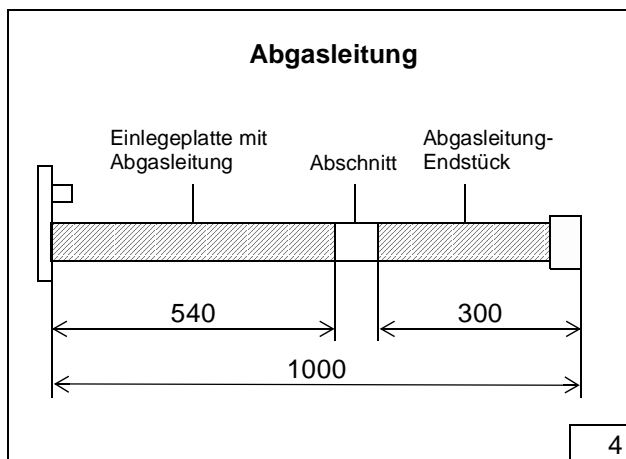 Abgasleitung
Einlegeplatte mit
Abgasleitung
Abschnitt
Abgasleitung-
Endstück
540
300
1000
4